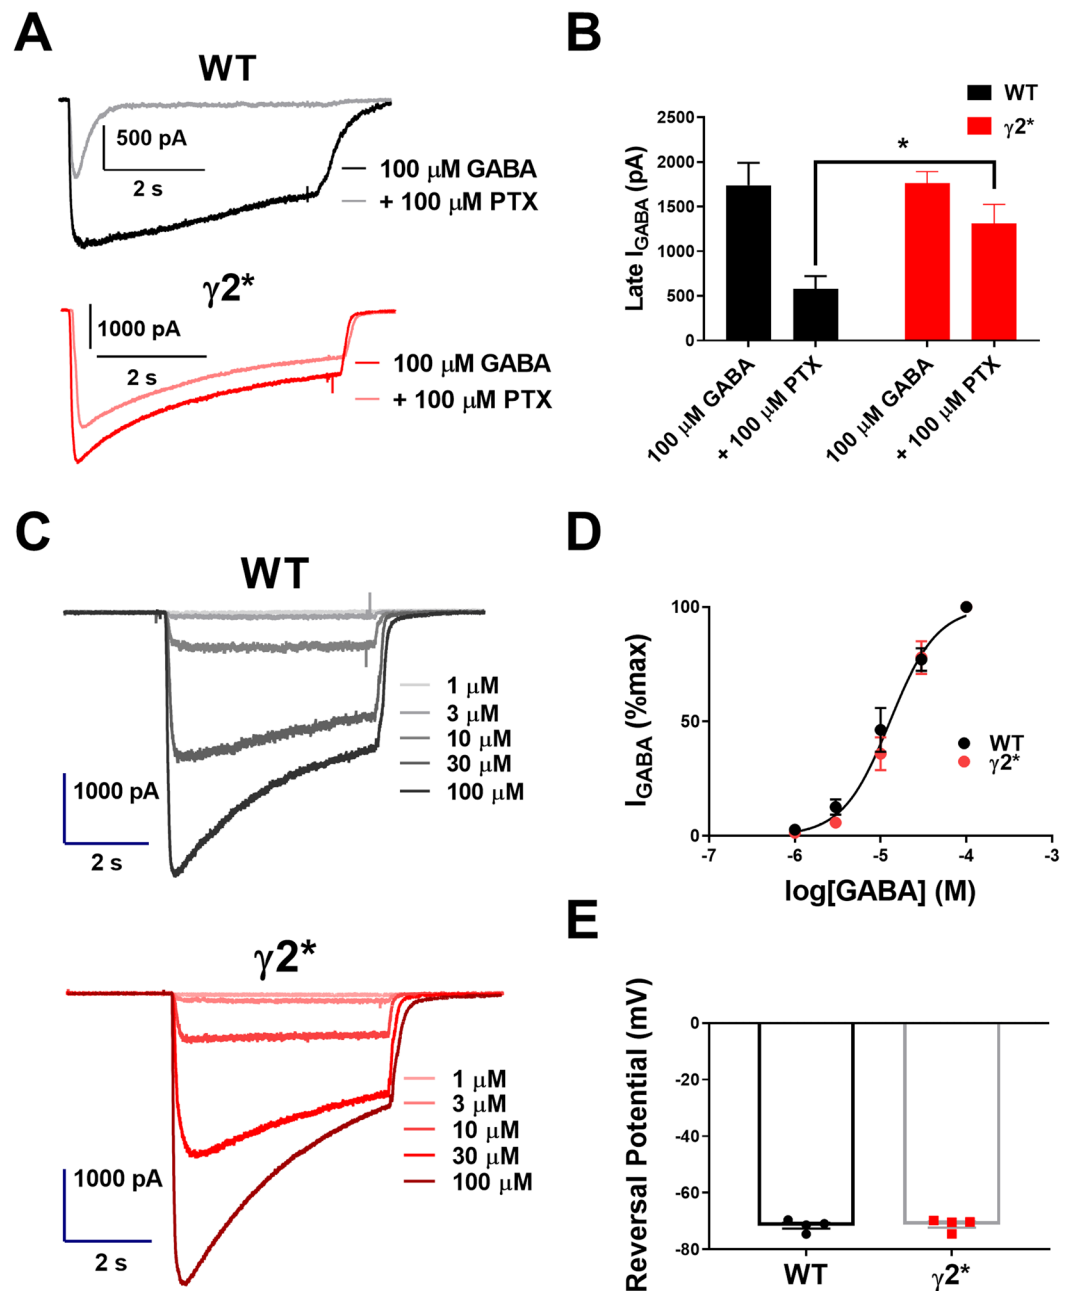 A
WT
500 pA
2 s
100 μM GABA
+ 100 μM PTX
γ2*
1000 pA
2 s
100 μM GABA
+ 100 μM PTX
B
WT
γ2*
Late IGABA (pA)
2500
2000
1500
1000
500
0
*
100 μM GABA
+ 100 μM PTX
100 μM GABA
+ 100 μM PTX
C
WT
1 μM
3 μM
10 μM
30 μM
100 μM
1000 pA
2 s
γ2*
1 μM
3 μM
10 μM
30 μM
100 μM
1000 pA
2 s
D
IGABA (%max)
100
50
0
WT
γ2*
-7
-6
-5
-4
-3
log[GABA] (M)
E
Reversal Potential (mV)
0
-20
-40
-60
-80
WT
γ2*